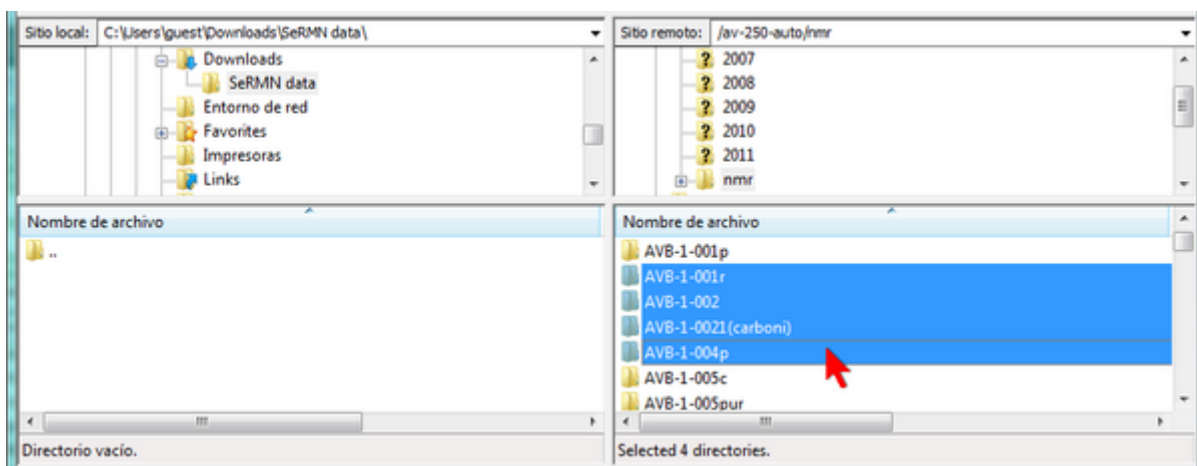 Sitio local: C:\Users\guest\Downloads\SeRMN data\
Downloads
SeRMN data
Entorno de red
Favorites
Impresoras
Links
Sitio remoto: /av-250-auto/nmr
2007
2008
2009
2010
2011
nmr
Nombre de archivo
..
Directorio vacío.
Nombre de archivo
AVB-1-001p
AVB-1-001r
AVB-1-002
AVB-1-0021(carboni)
AVB-1-004p
AVB-1-005c
AVB-1-005pur
Selected 4 directories.